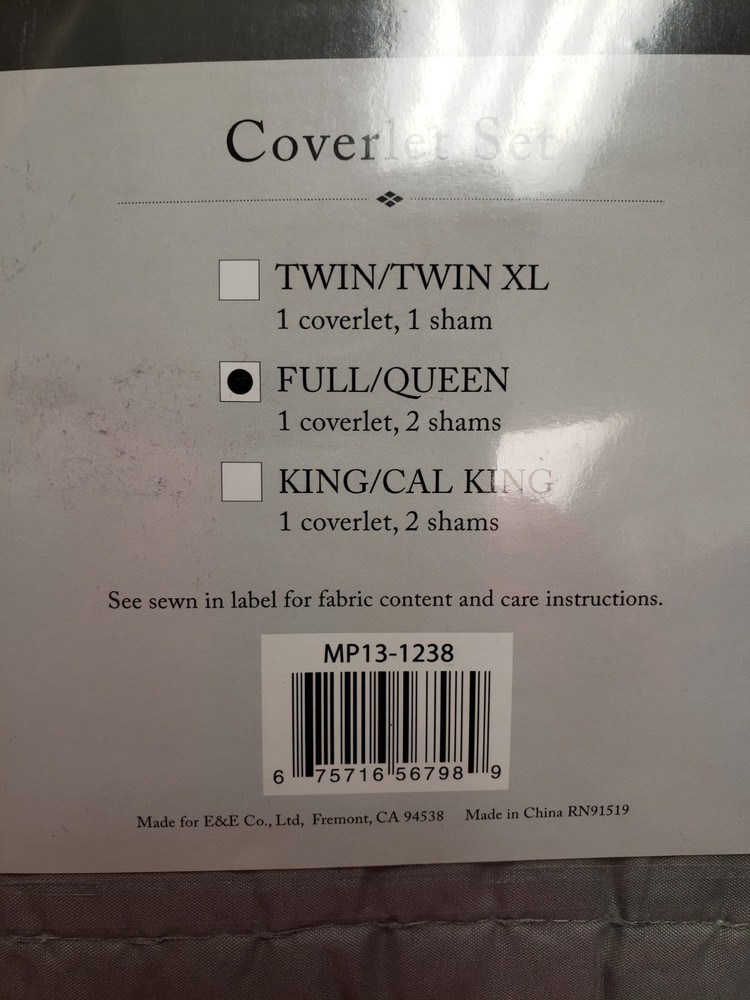 Coverlet Set
TWIN/TWIN XL
1 coverlet, 1 sham
FULL/QUEEN
1 coverlet, 2 shams
KING/CAL KING
1 coverlet, 2 shams
See sewn in label for fabric content and care instructions.
MP13-1238
6 75716 56798 9
Made for E&E Co., Ltd, Fremont, CA 94538 Made in China RN91519